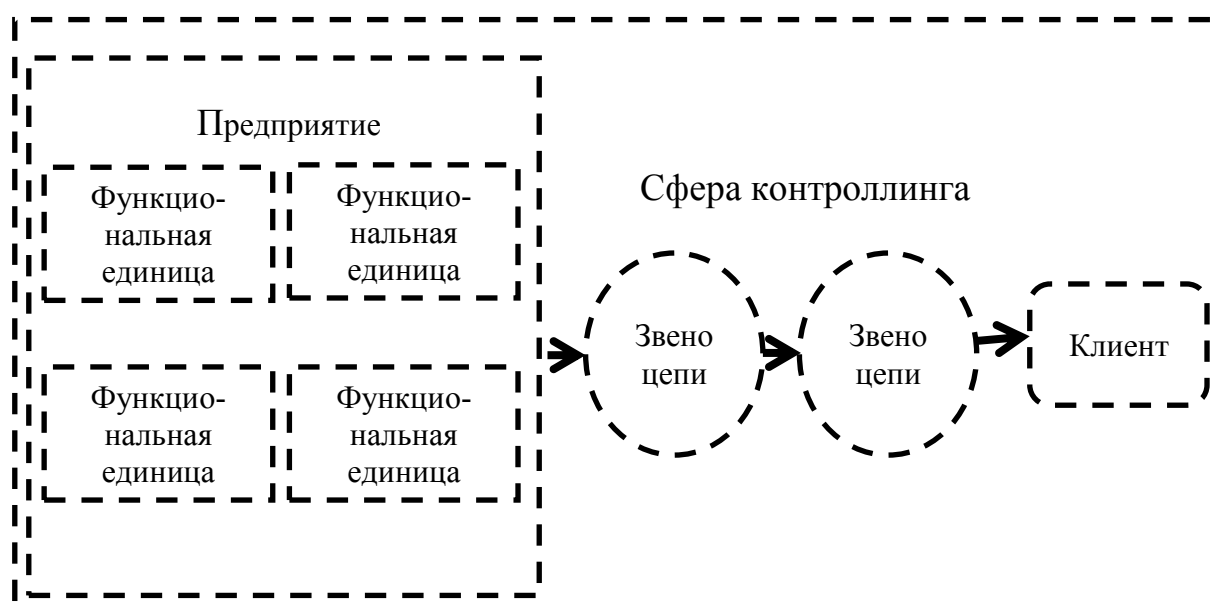 Предприятие
Функцио-
нальная
единица
Функцио-
нальная
единица
Функцио-
нальная
единица
Функцио-
нальная
единица
Сфера контроллинга
Звено
цепи
Звено
цепи
Клиент